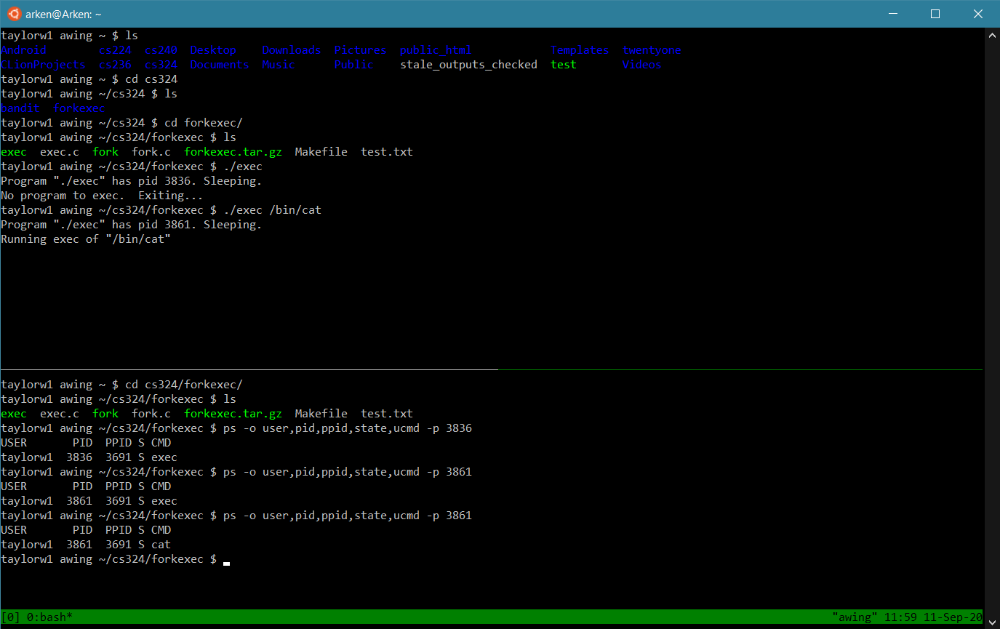 arken@Arken: ~
taylorw1 awing ~ $ ls
Android        cs224  cs240  Desktop    Downloads  Pictures  public_html            Templates  twentyone
CLionProjects  cs236  cs324  Documents  Music      Public    stale_outputs_checked  test       Videos
taylorw1 awing ~ $ cd cs324
taylorw1 awing ~/cs324 $ ls
bandit  forkexec
taylorw1 awing ~/cs324 $ cd forkexec/
taylorw1 awing ~/cs324/forkexec $ ls
exec  exec.c  fork  fork.c  forkexec.tar.gz  Makefile  test.txt
taylorw1 awing ~/cs324/forkexec $ ./exec
Program "./exec" has pid 3836. Sleeping.
No program to exec.  Exiting...
taylorw1 awing ~/cs324/forkexec $ ./exec /bin/cat
Program "./exec" has pid 3861. Sleeping.
Running exec of "/bin/cat"
taylorw1 awing ~ $ cd cs324/forkexec/
taylorw1 awing ~/cs324/forkexec $ ls
exec  exec.c  fork  fork.c  forkexec.tar.gz  Makefile  test.txt
taylorw1 awing ~/cs324/forkexec $ ps -o user,pid,ppid,state,ucmd -p 3836
USER       PID  PPID S CMD
taylorw1  3836  3691 S exec
taylorw1 awing ~/cs324/forkexec $ ps -o user,pid,ppid,state,ucmd -p 3861
USER       PID  PPID S CMD
taylorw1  3861  3691 S exec
taylorw1 awing ~/cs324/forkexec $ ps -o user,pid,ppid,state,ucmd -p 3861
USER       PID  PPID S CMD
taylorw1  3861  3691 S cat
taylorw1 awing ~/cs324/forkexec $
[0] 0:bash* "awing" 11:59 11-Sep-20